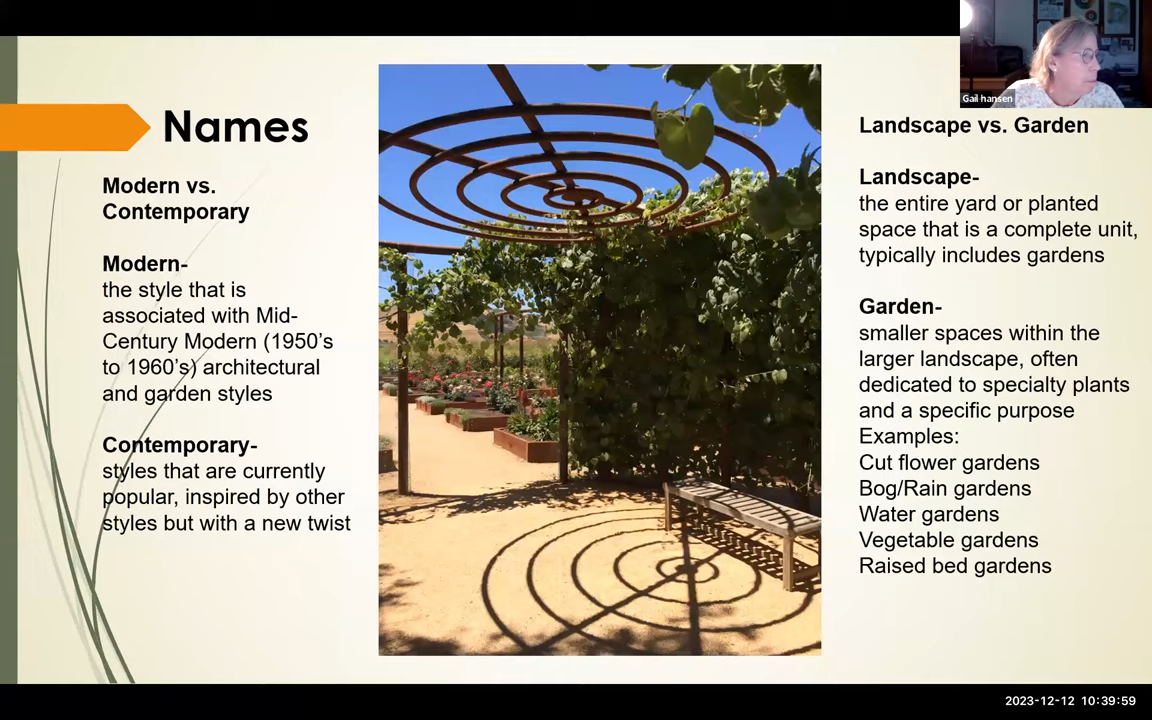 Names
Modern vs.
Contemporary
Modern-
the style that is
associated with Mid-
Century Modern (1950’s
to 1960’s) architectural
and garden styles
Contemporary-
styles that are currently
popular, inspired by other
styles but with a new twist
Gail hansen
Landscape vs. Garden
Landscape-
the entire yard or planted
space that is a complete unit,
typically includes gardens
Garden-
smaller spaces within the
larger landscape, often
dedicated to specialty plants
and a specific purpose
Examples:
Cut flower gardens
Bog/Rain gardens
Water gardens
Vegetable gardens
Raised bed gardens
2023-12-12 10:39:59